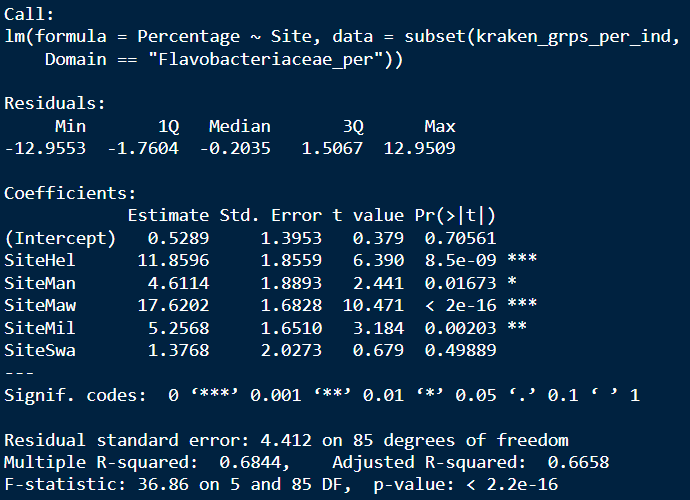 Call:
lm(formula = Percentage ~ Site, data = subset(kraken_grps_per_ind,
    Domain == "Flavobacteriaceae_per"))

Residuals:
     Min       1Q   Median       3Q      Max
-12.9553  -1.7604  -0.2035   1.5067  12.9509

Coefficients:
            Estimate Std. Error t value Pr(>|t|)
(Intercept)   0.5289     1.3953   0.379  0.70561
SiteHel      11.8596     1.8559   6.390  8.5e-09 ***
SiteMan       4.6114     1.8893   2.441  0.01673 *
SiteMaw      17.6202     1.6828  10.471  < 2e-16 ***
SiteMil       5.2568     1.6510   3.184  0.00203 **
SiteSwa       1.3768     2.0273   0.679  0.49889
---
Signif. codes:  0 ‘***’ 0.001 ‘**’ 0.01 ‘*’ 0.05 ‘.’ 0.1 ‘ ’ 1

Residual standard error: 4.412 on 85 degrees of freedom
Multiple R-squared:  0.6844,    Adjusted R-squared:  0.6658
F-statistic: 36.86 on 5 and 85 DF,  p-value: < 2.2e-16